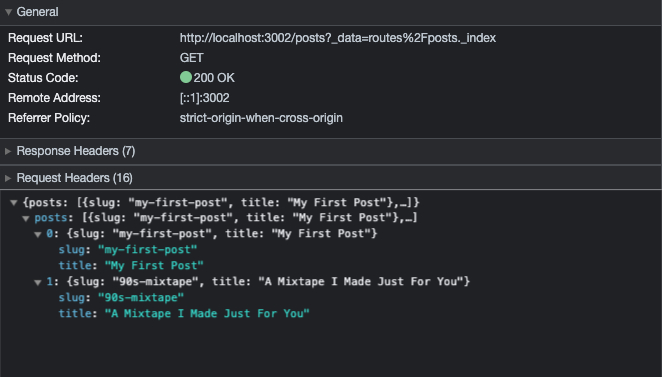 General
Request URL: http://localhost:3002/posts?_data=routes%2Fposts._index
Request Method: GET
Status Code: 200 OK
Remote Address: [::1]:3002
Referrer Policy: strict-origin-when-cross-origin
Response Headers (7)
Request Headers (16)
{posts: [{slug: "my-first-post", title: "My First Post"},…]}
posts: [{slug: "my-first-post", title: "My First Post"},…]
0: {slug: "my-first-post", title: "My First Post"}
slug: "my-first-post"
title: "My First Post"
1: {slug: "90s-mixtape", title: "A Mixtape I Made Just For You"}
slug: "90s-mixtape"
title: "A Mixtape I Made Just For You"